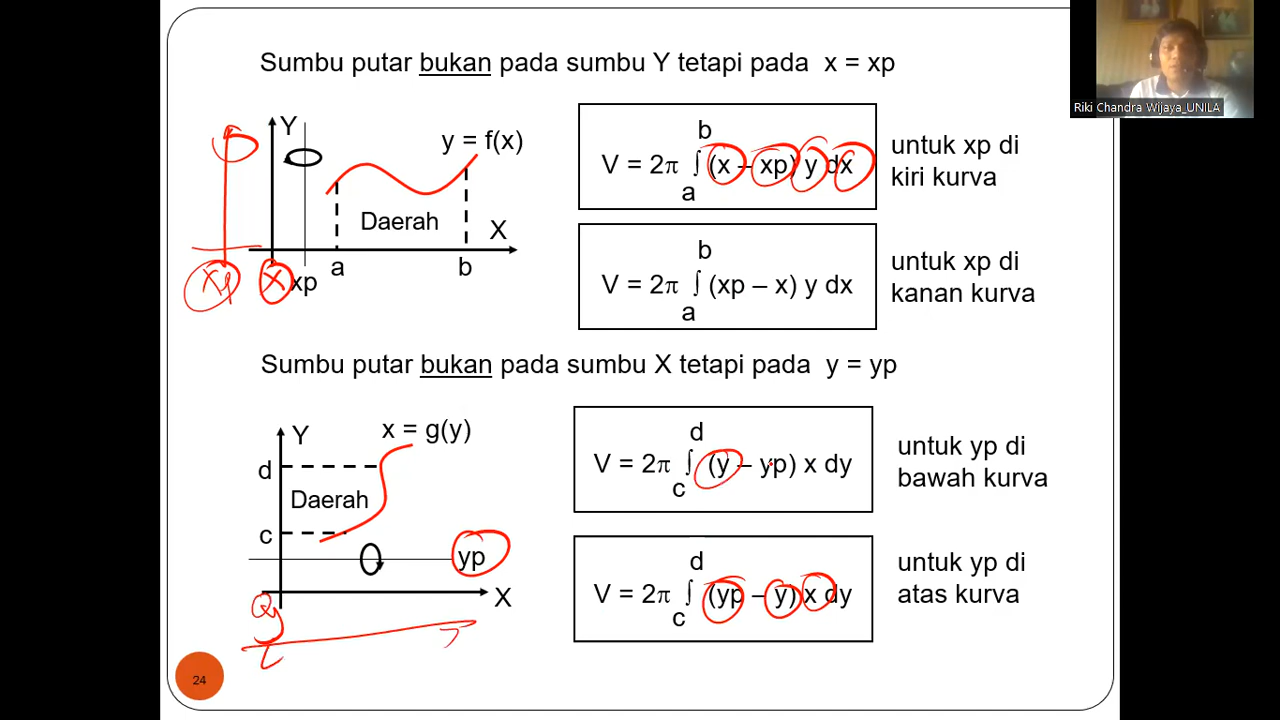 Riki Chandra Wijaya_UNILA
Sumbu putar bukan pada sumbu Y tetapi pada x = xp
Y
y = f(x)
Daerah
X
a
b
xp
Xp
X
b
V = 2π ∫ (x – xp) y dx
a
untuk xp di
kiri kurva
b
V = 2π ∫ (xp – x) y dx
a
untuk xp di
kanan kurva
Sumbu putar bukan pada sumbu X tetapi pada y = yp
Y
x = g(y)
d
Daerah
c
yp
X
d
V = 2π ∫ (y – yp) x dy
c
untuk yp di
bawah kurva
d
V = 2π ∫ (yp – y) x dy
c
untuk yp di
atas kurva
24